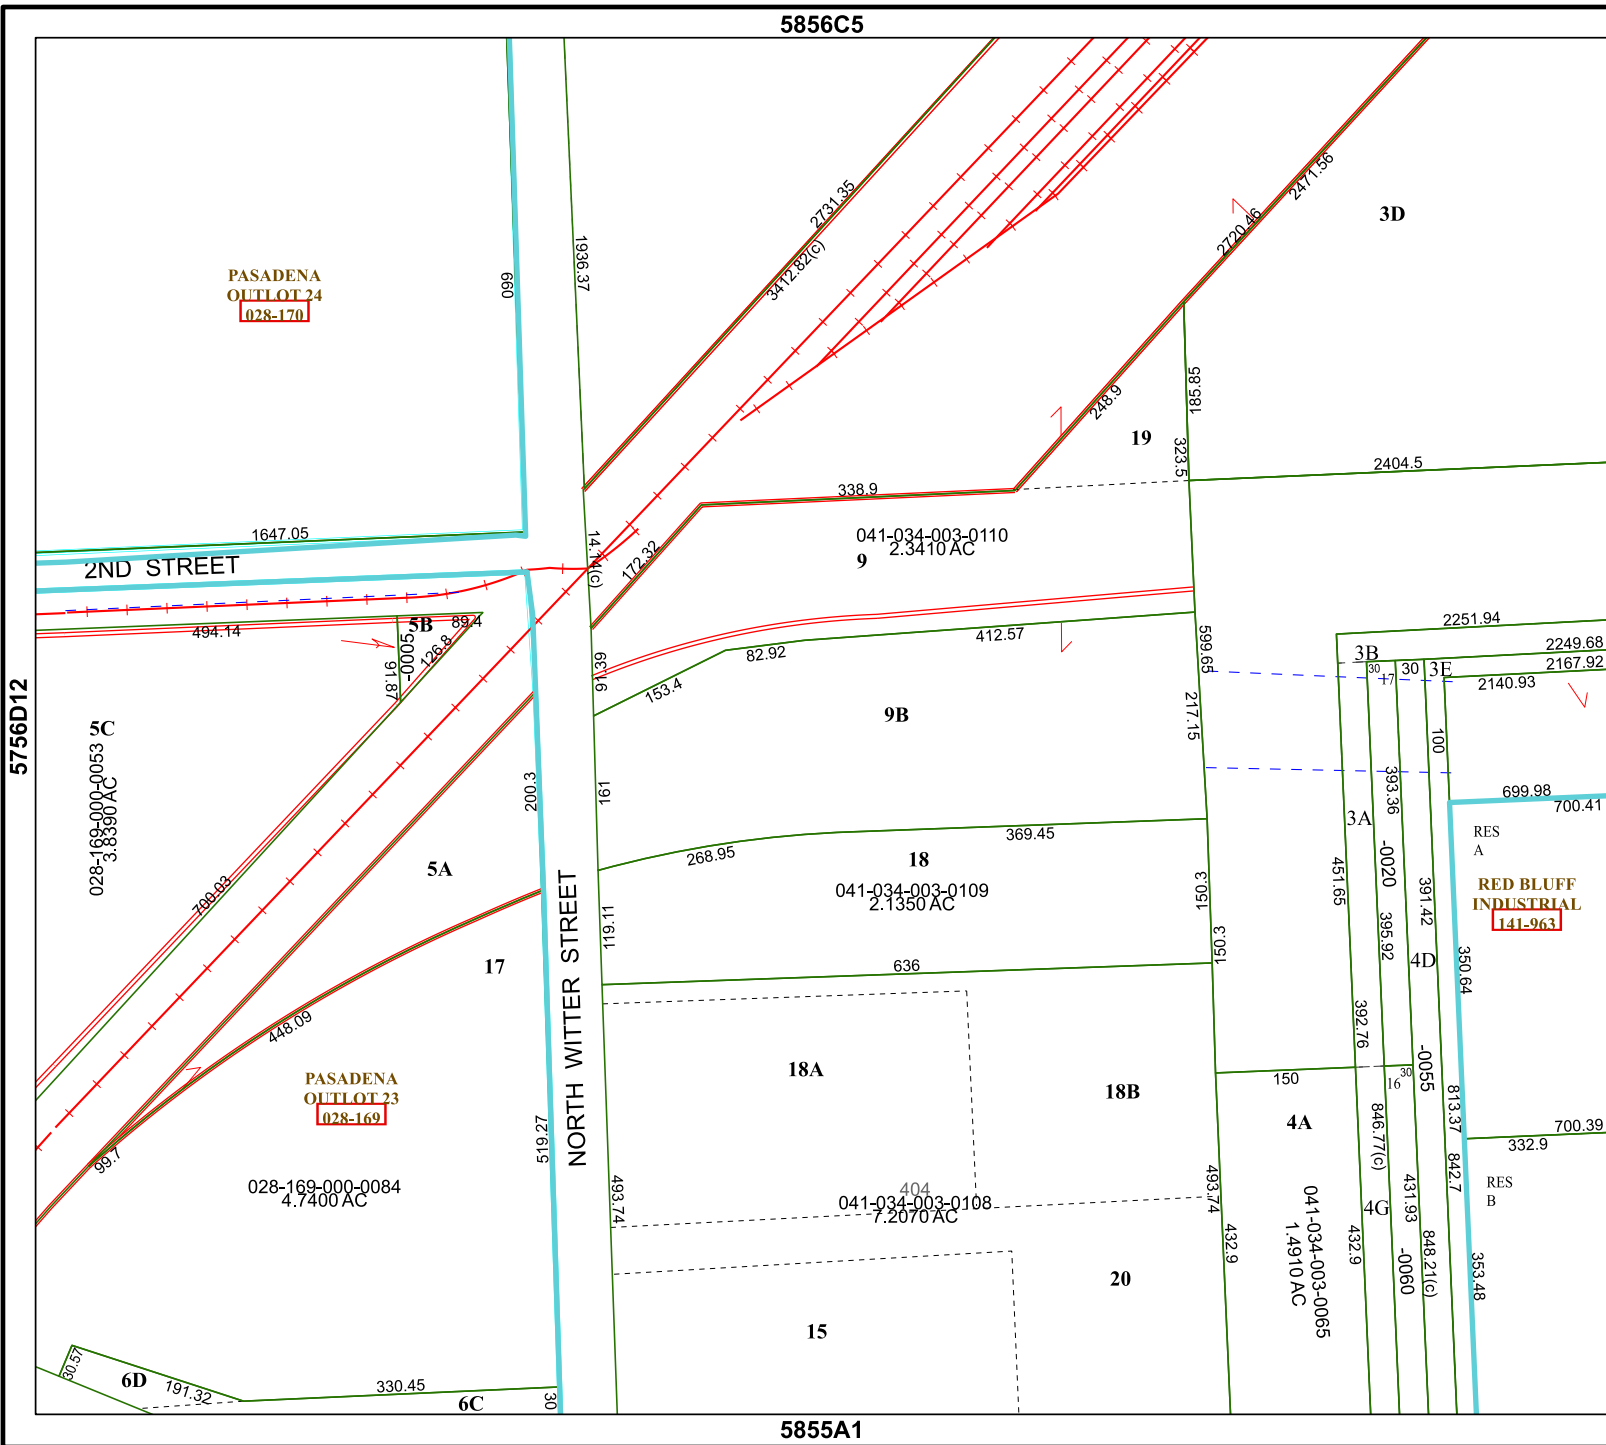 5856C5
5756D12
5855A1
PASADENA
OUTLOT 24
028-170
660
1936.37
2731.35
3412.82(c)
2471.56
2720.46
3D
248.9
185.85
19
323.5
2404.5
338.9
1647.05
2ND STREET
14.74(c)
172.32
041-034-003-0110
2.3410 AC
9
494.14
5B
89.4
-0005
126.8
91.87
91.39
82.92
412.57
153.4
599.65
2251.94
2249.68
2167.92
2140.93
3B
30
17
30
3E
5C
028-169-000-0053
3.8390 AC
9B
217.15
100
200.3
161
393.36
699.98
700.41
3A
RES
A
268.95
369.45
18
041-034-003-0109
2.1350 AC
5A
700.03
150.3
451.65
-0020
391.42
RED BLUFF
INDUSTRIAL
141-963
119.11
150.3
395.92
4D
350.64
17
636
NORTH WITTER STREET
448.09
392.76
-0055
PASADENA
OUTLOT 23
028-169
18A
18B
150
16
30
4A
846.77(c)
813.37
700.39
332.9
99.7
519.27
842.7
028-169-000-0084
4.7400 AC
493.74
404
041-034-003-0108
7.2070 AC
493.74
432.9
041-034-003-0065
1.4910 AC
432.9
4G
431.93
-0060
848.21(c)
RES
B
353.48
20
15
30.57
6D
191.32
330.45
6C
30